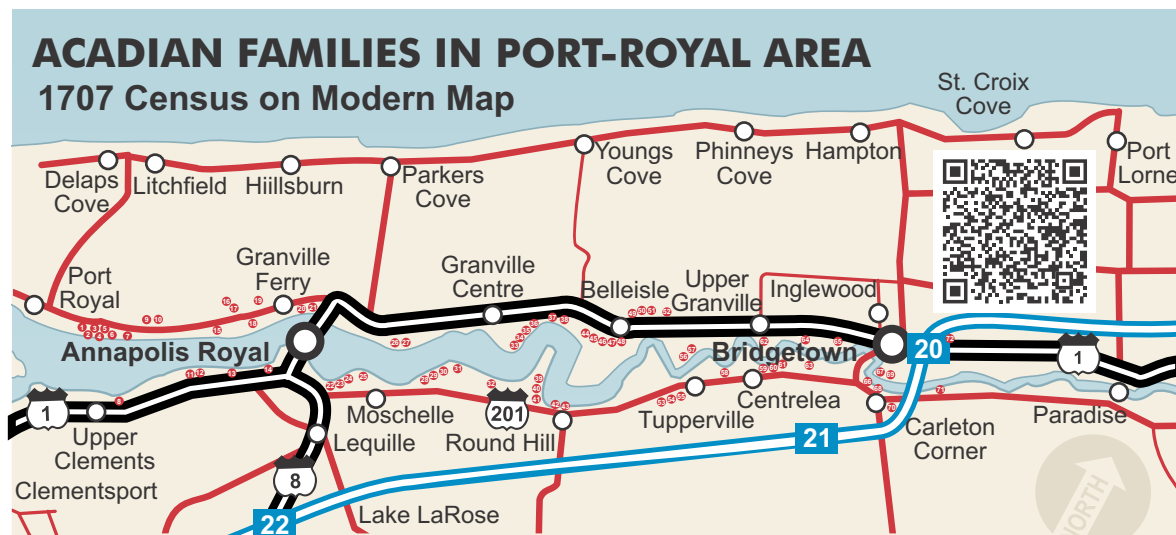 ACADIAN FAMILIES IN PORT-ROYAL AREA
1707 Census on Modern Map
St. Croix
Cove
Delaps
Cove
Litchfield
Hiillsburn
Parkers
Cove
Youngs
Cove
Phinneys
Cove
Hampton
Port
Lorne
Port
Royal
Granville
Ferry
Granville
Centre
Belleisle
Upper
Granville
Inglewood
Annapolis Royal
Bridgetown
20
1
1
Upper
Clements
Clementsport
Moschelle
Lequille
201
Round Hill
Tupperville
Centrelea
Carleton
Corner
Paradise
8
21
22
Lake LaRose
NORTH